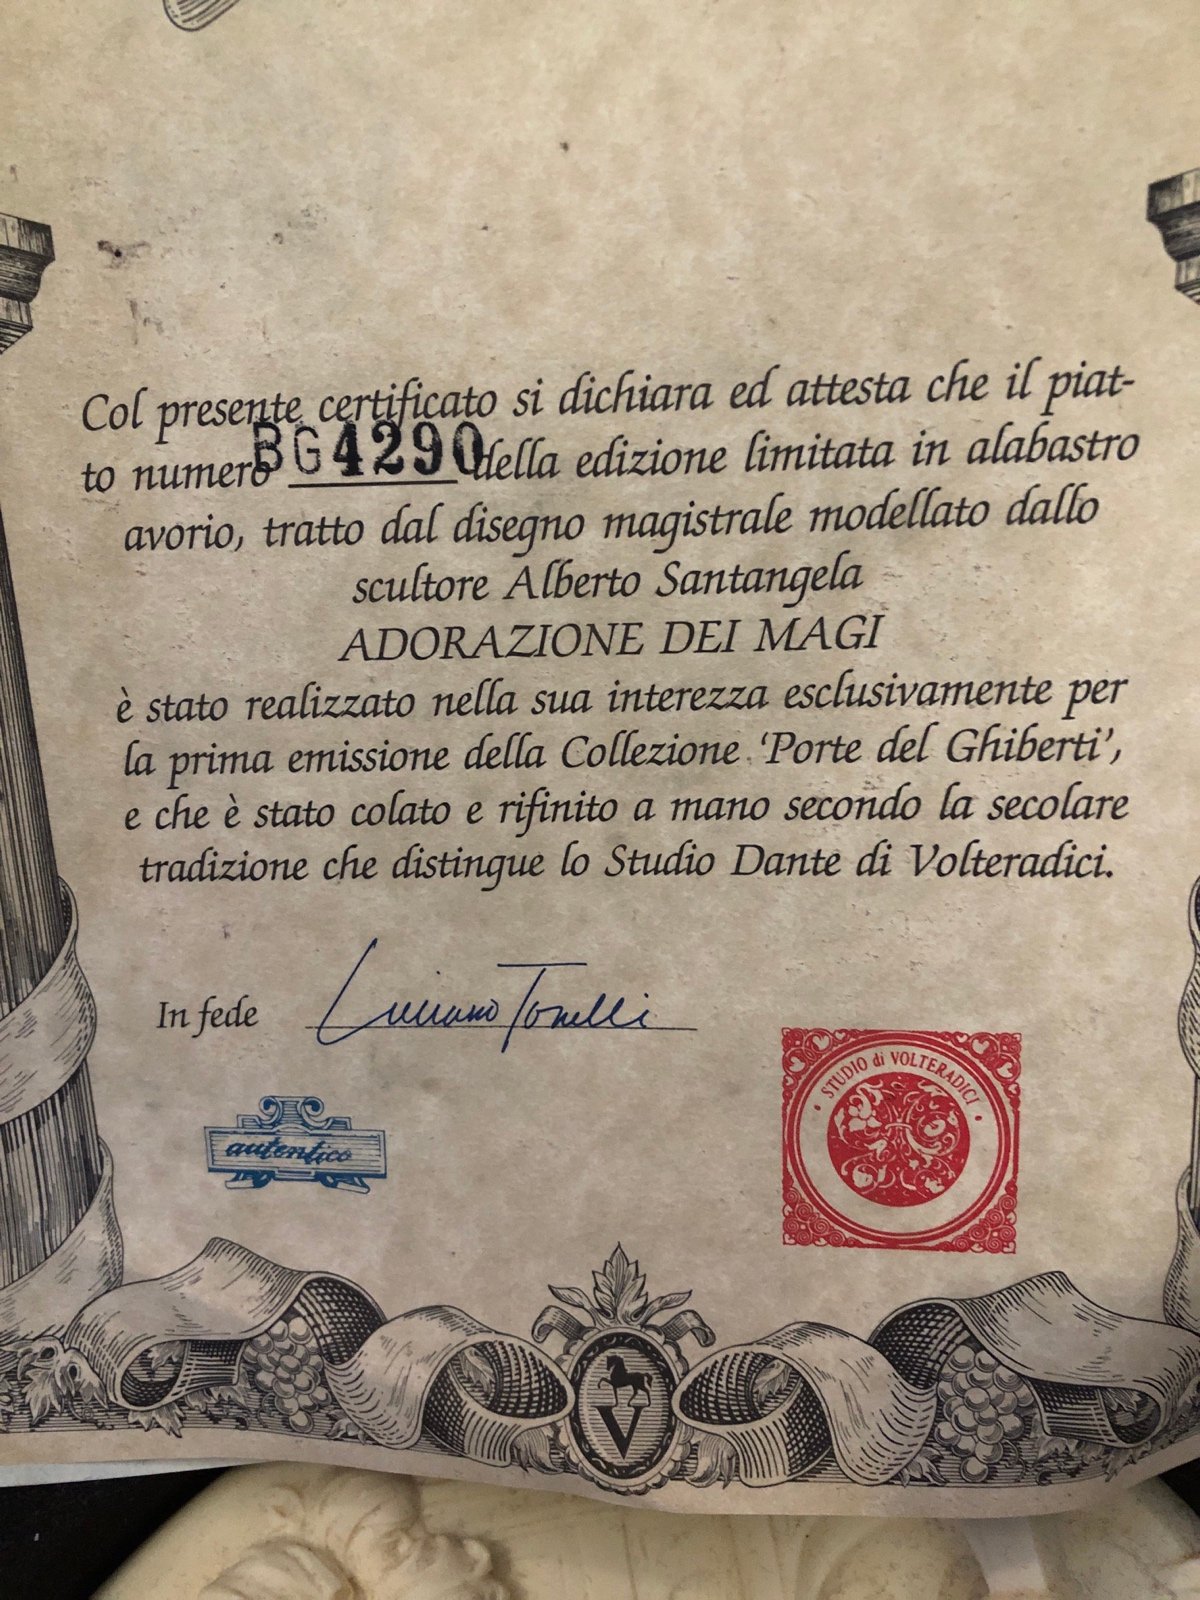 Col presente certificato si dichiara ed attesta che il piat-
to numero BG4290 della edizione limitata in alabastro
avorio, tratto dal disegno magistrale modellato dallo
scultore Alberto Santangela
ADORAZIONE DEI MAGI
è stato realizzato nella sua interezza esclusivamente per
la prima emissione della Collezione ‘Porte del Ghiberti’,
e che è stato colato e rifinito a mano secondo la secolare
tradizione che distingue lo Studio Dante di Volteradici.
In fede Luciano Tonelli
autentico
• STUDIO di VOLTERADICI •
V